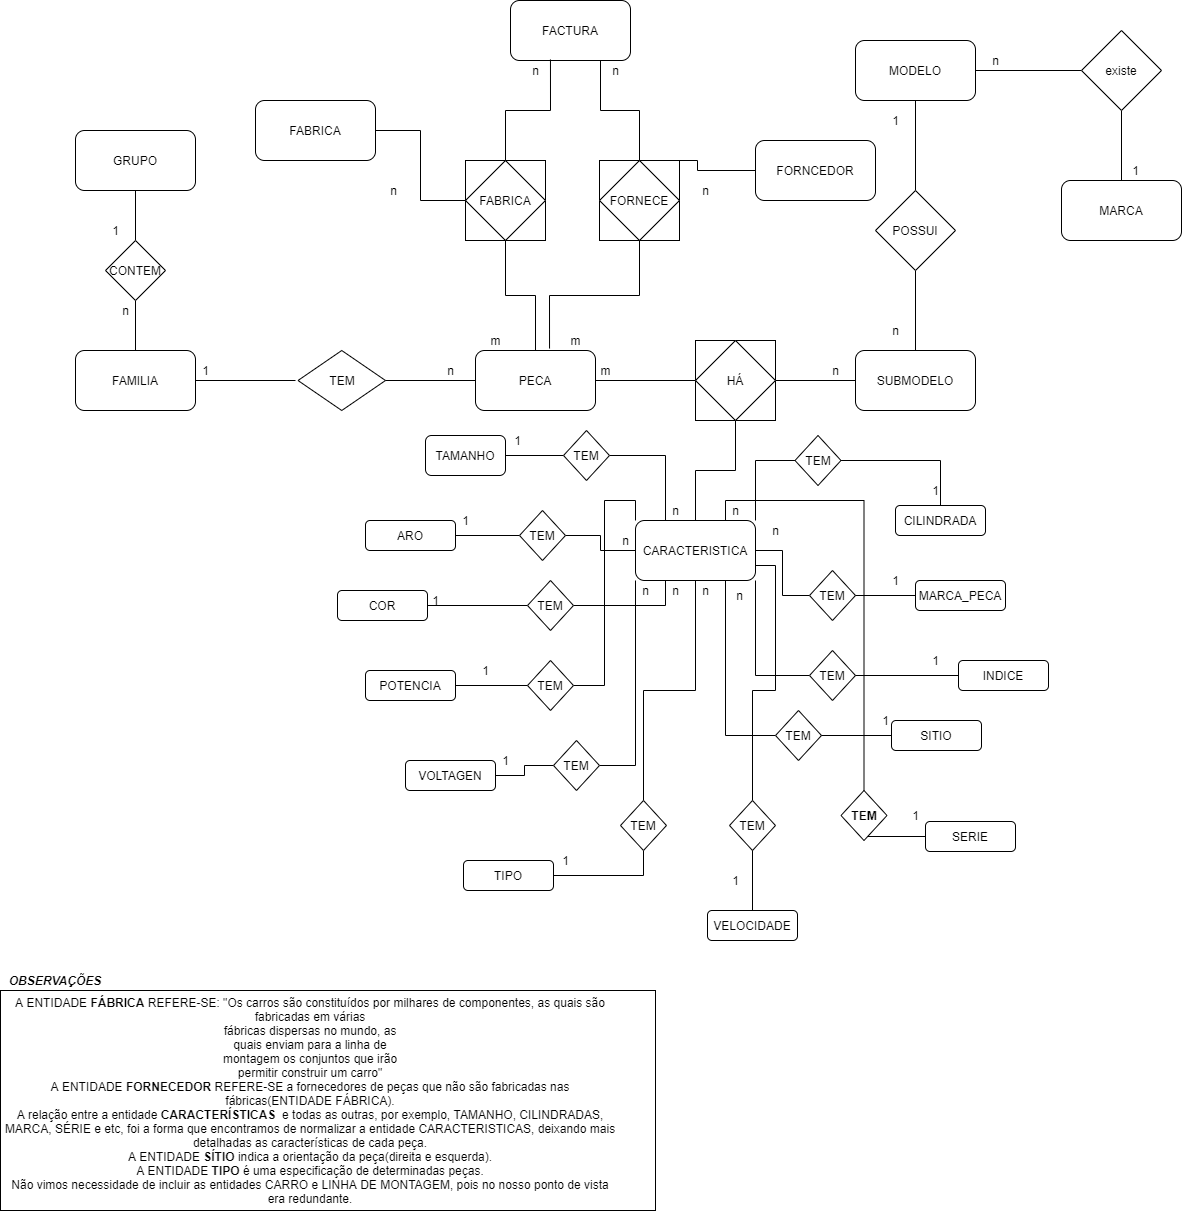 FACTURA
n
n
MODELO
n
existe
1
1
MARCA
FABRICA
n
GRUPO
1
CONTEM
n
FABRICA
FORNECE
n
FORNCEDOR
POSSUI
n
FAMILIA
1
TEM
n
m
m
PECA
m
HÁ
n
SUBMODELO
TAMANHO
1
TEM
n
TEM
1
CILINDRADA
ARO
1
TEM
n
n
n
CARACTERISTICA
COR
1
TEM
n
n
n
n
TEM
1
MARCA_PECA
POTENCIA
1
TEM
TEM
1
INDICE
VOLTAGEN
1
TEM
TEM
1
SITIO
TEM
TEM
TEM
1
SERIE
TIPO
1
1
VELOCIDADE
OBSERVAÇÕES
A ENTIDADE FÁBRICA REFERE-SE: "Os carros são constituídos por milhares de componentes, as quais são
fabricadas em várias
fábricas dispersas no mundo, as
quais enviam para a linha de
montagem os conjuntos que irão
permitir construir um carro"
A ENTIDADE FORNECEDOR REFERE-SE a fornecedores de peças que não são fabricadas nas
fábricas(ENTIDADE FÁBRICA).
A relação entre a entidade CARACTERÍSTICAS e todas as outras, por exemplo, TAMANHO, CILINDRADAS,
MARCA, SÉRIE e etc, foi a forma que encontramos de normalizar a entidade CARACTERISTICAS, deixando mais
detalhadas as características de cada peça.
A ENTIDADE SÍTIO indica a orientação da peça(direita e esquerda).
A ENTIDADE TIPO é uma especificação de determinadas peças.
Não vimos necessidade de incluir as entidades CARRO e LINHA DE MONTAGEM, pois no nosso ponto de vista
era redundante.